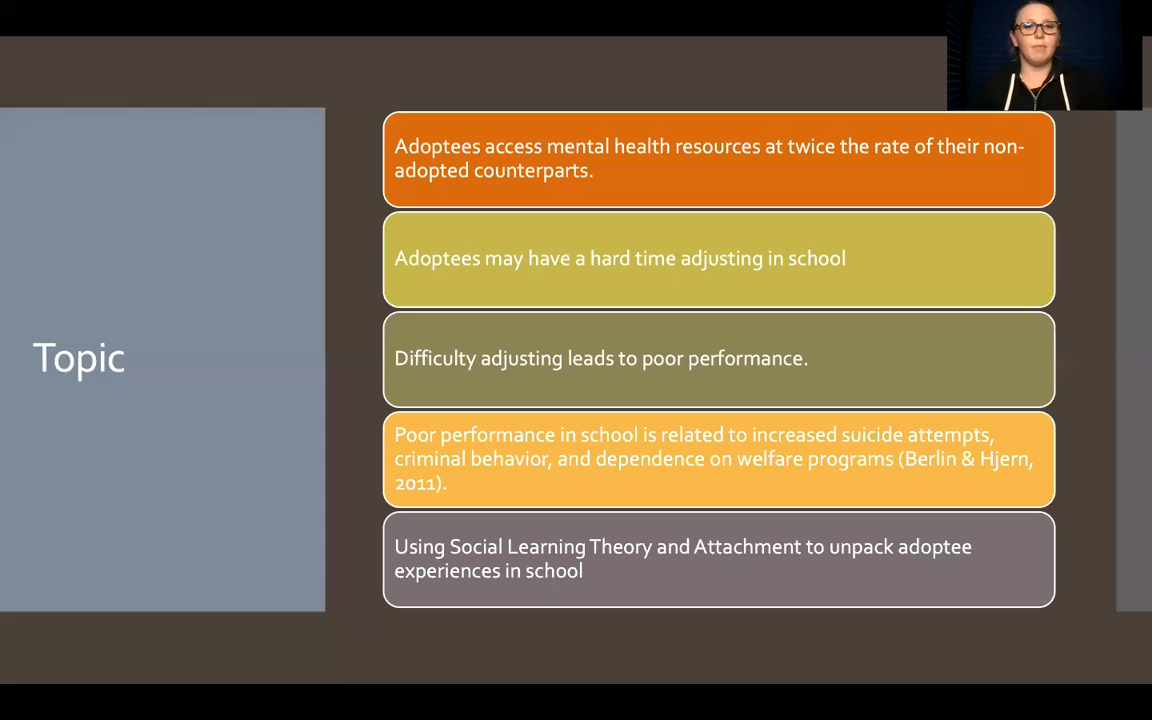 Topic
Adoptees access mental health resources at twice the rate of their non-
adopted counterparts.
Adoptees may have a hard time adjusting in school
Difficulty adjusting leads to poor performance.
Poor performance in school is related to increased suicide attempts,
criminal behavior, and dependence on welfare programs (Berlin & Hjern,
2011).
Using Social Learning Theory and Attachment to unpack adoptee
experiences in school